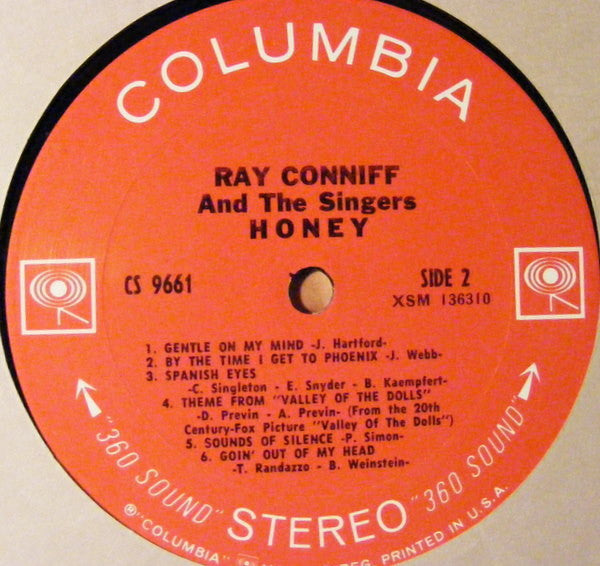 COLUMBIA
RAY CONNIFF
And The Singers
HONEY
CS 9661
SIDE 2
XSM 136310
1. GENTLE ON MY MIND -J. Hartford-
2. BY THE TIME I GET TO PHOENIX -J. Webb-
3. SPANISH EYES
-C. Singleton - E. Snyder - B. Kaempfert-
4. THEME FROM "VALLEY OF THE DOLLS"
-D. Previn - A. Previn- (From the 20th
Century-Fox Picture "Valley Of The Dolls")
5. SOUNDS OF SILENCE -P. Simon-
6. GOIN' OUT OF MY HEAD
-T. Randazzo - B. Weinstein-
"360 SOUND" STEREO "360 SOUND"
℗ "COLUMBIA" REG. PRINTED IN U.S.A.